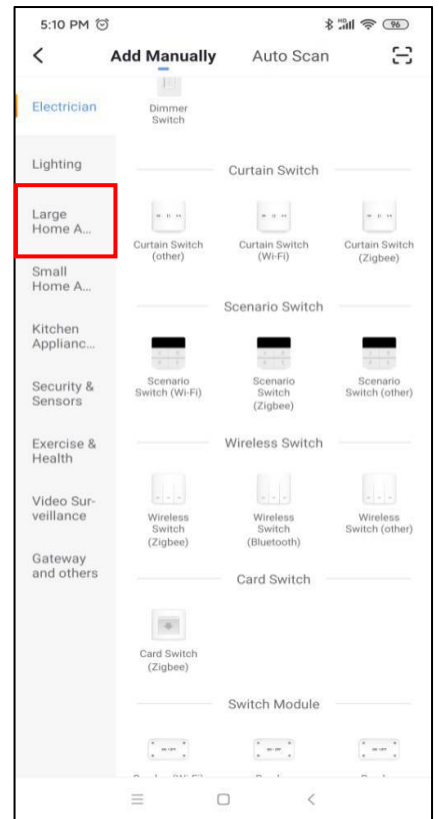 5:10 PM
HD
96
Add Manually
Auto Scan
Electrician
Lighting
Large
Home A...
Small
Home A...
Kitchen
Applianc...
Security &
Sensors
Exercise &
Health
Video Sur-
veillance
Gateway
and others
Dimmer
Switch
Curtain Switch
Curtain Switch
(other)
Curtain Switch
(Wi-Fi)
Curtain Switch
(Zigbee)
Scenario Switch
Scenario
Switch (Wi-Fi)
Scenario
Switch
(Zigbee)
Scenario
Switch (other)
Wireless Switch
Wireless
Switch
(Zigbee)
Wireless
Switch
(Bluetooth)
Wireless
Switch (other)
Card Switch
Card Switch
(Zigbee)
Switch Module